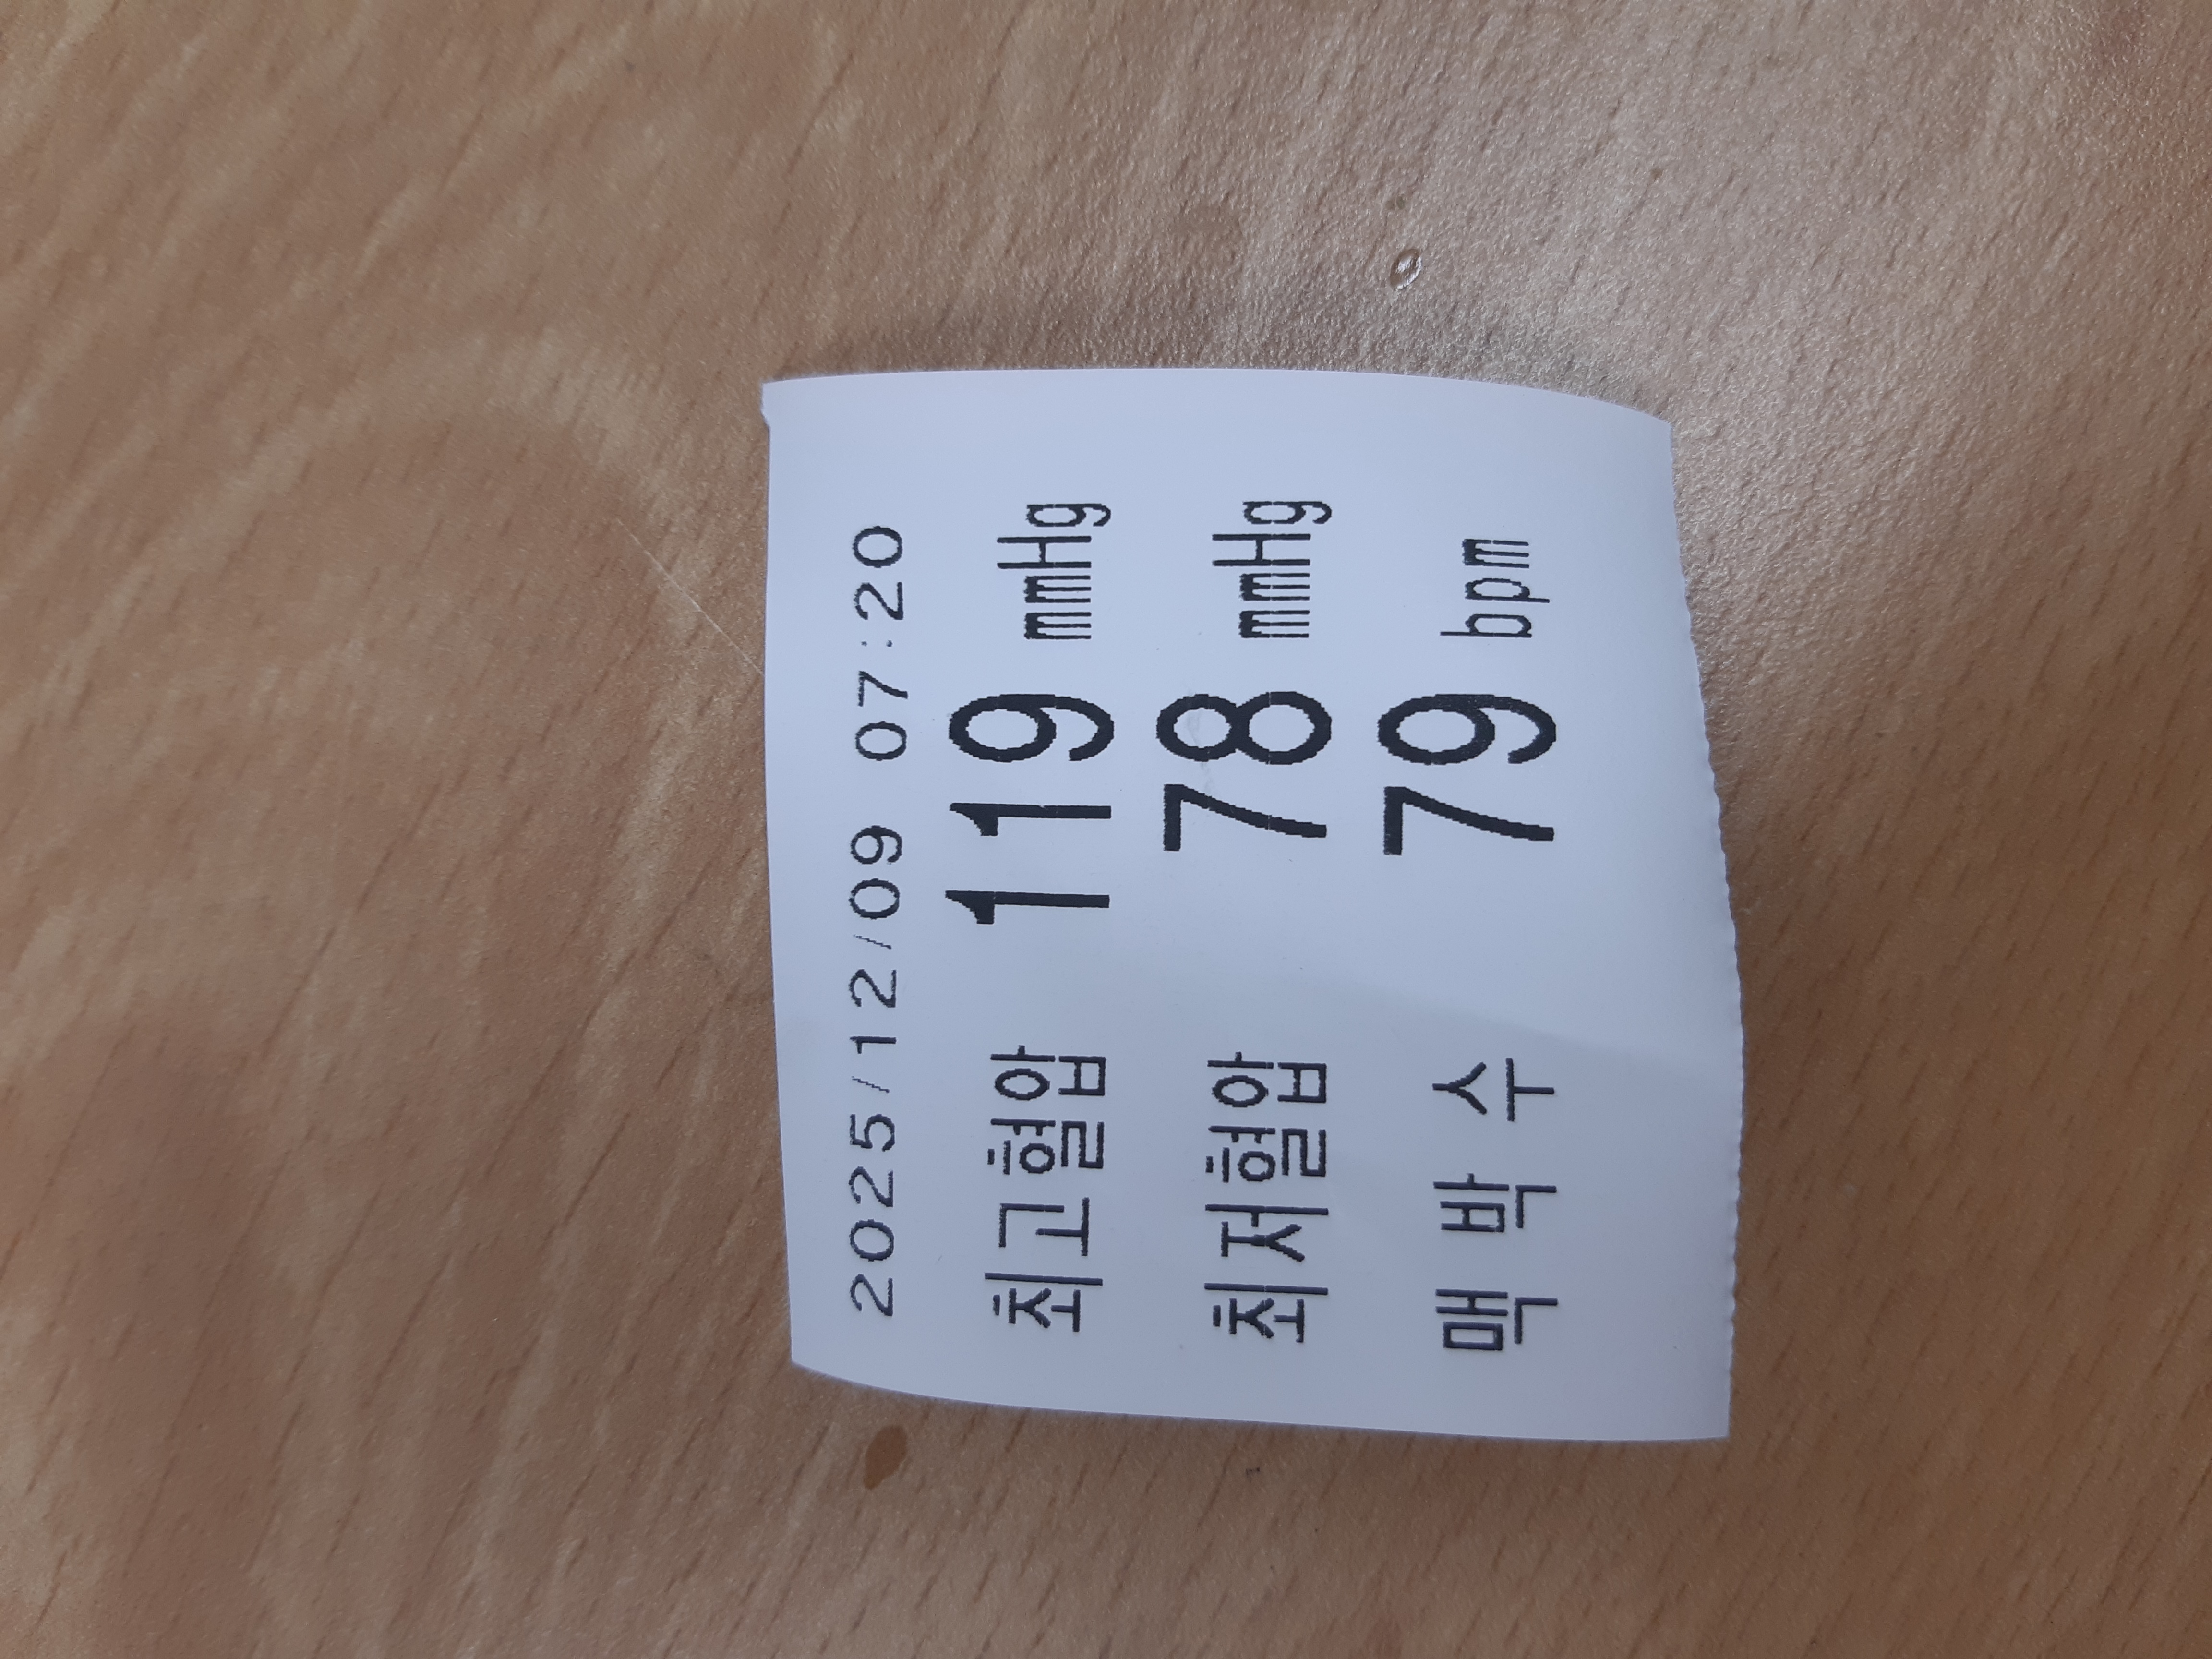 2025/12/09 07:20
최고혈압 119 mmHg
최저혈압 78 mmHg
맥 박 수 79 bpm